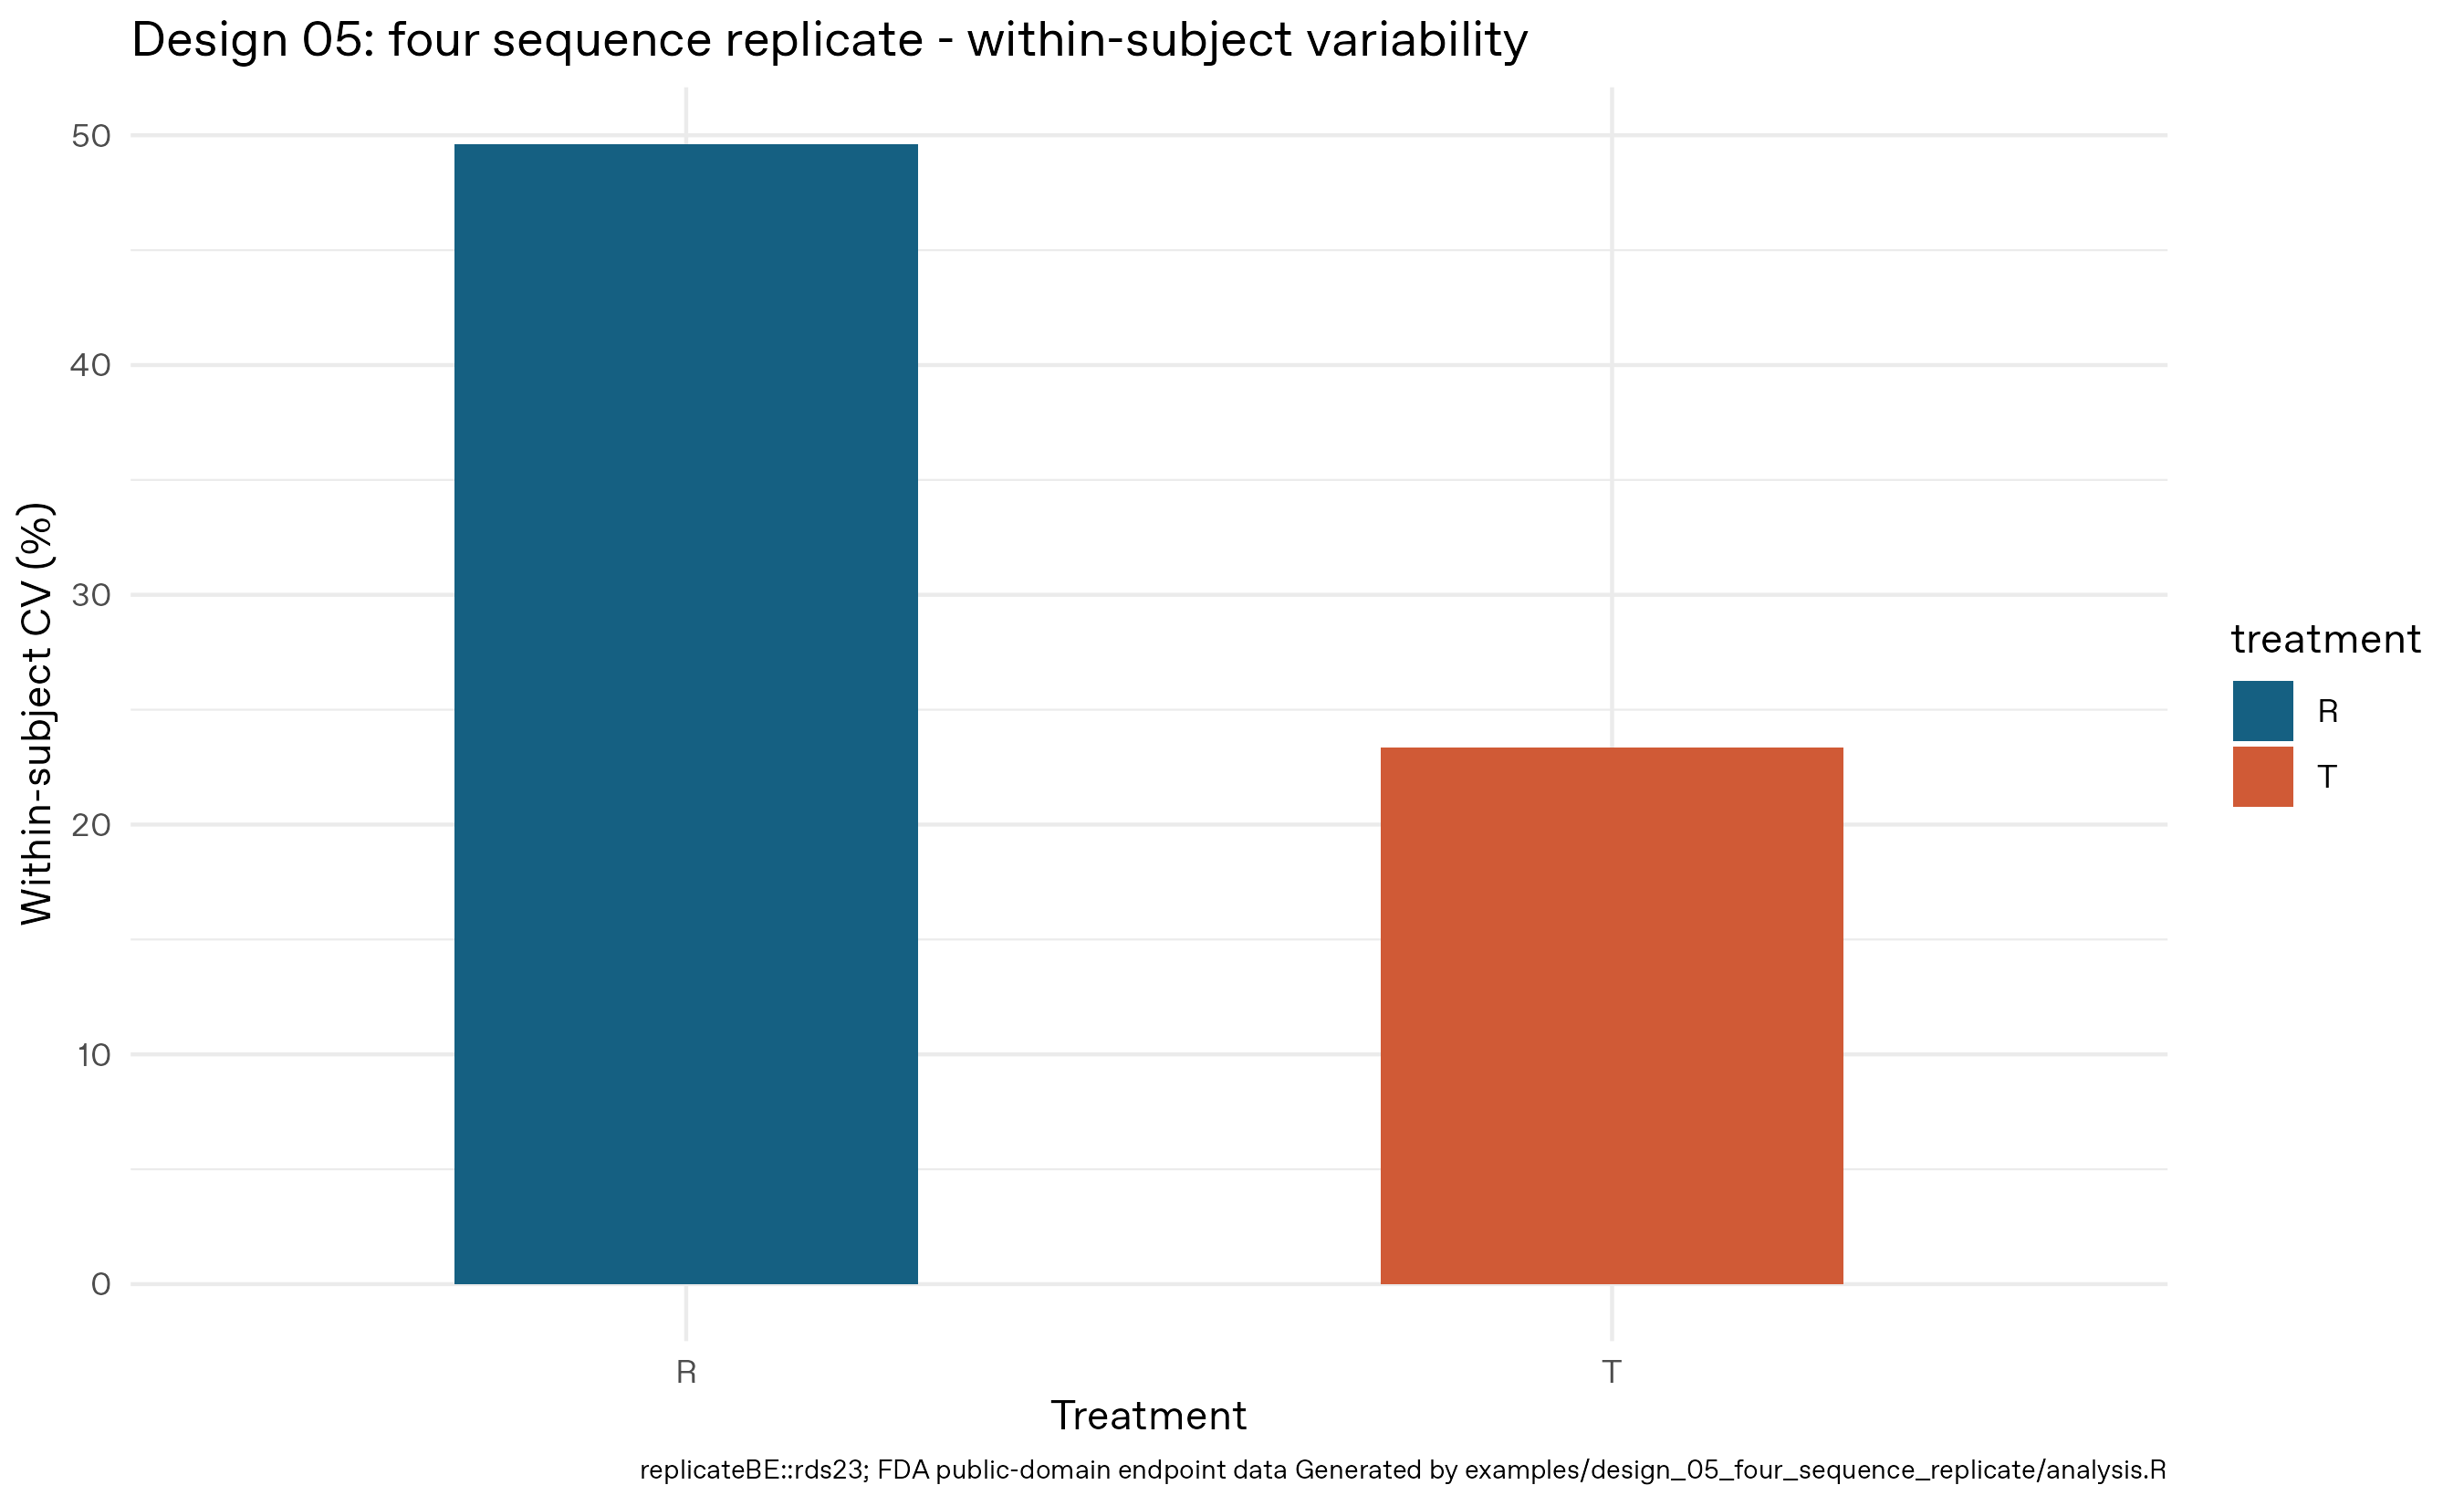 Design 05: four sequence replicate - within-subject variability
Within-subject CV (%)
50
40
30
20
10
0
R
T
Treatment
treatment
R
T
replicateBE::rds23; FDA public-domain endpoint data Generated by examples/design_05_four_sequence_replicate/analysis.R